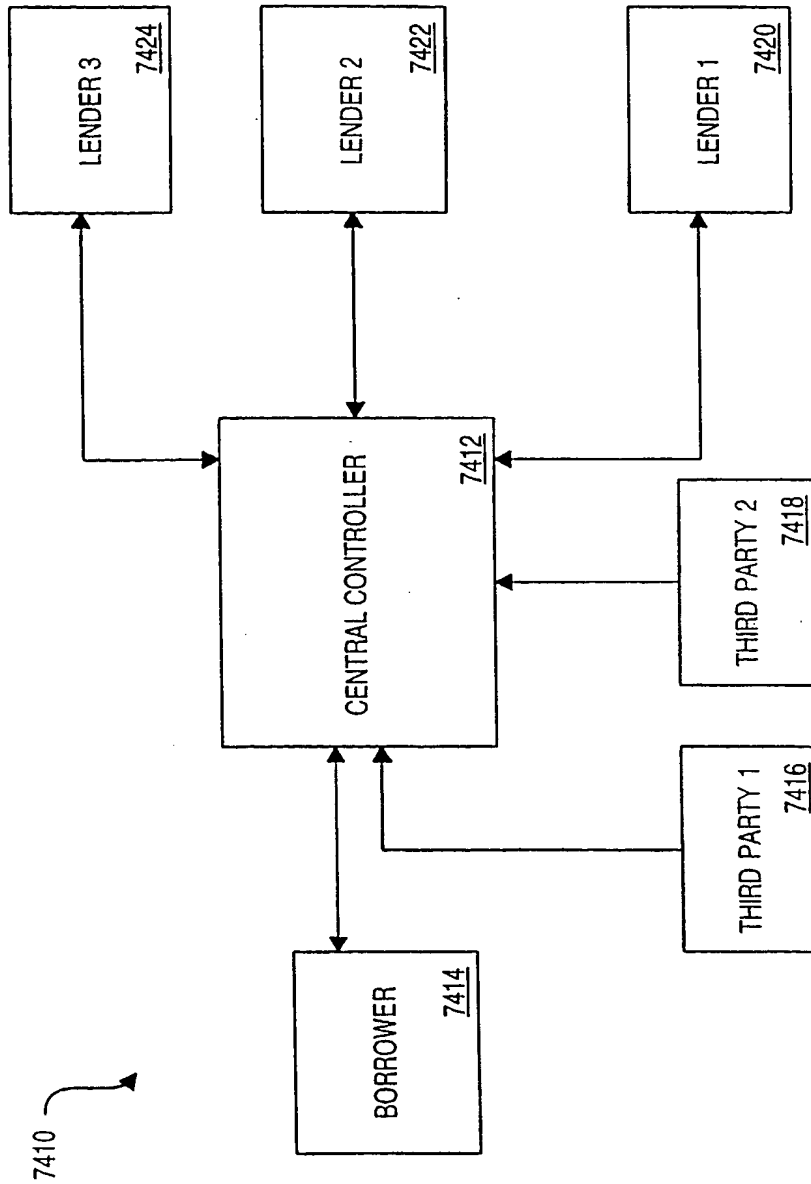 7410
LENDER 3
7424
LENDER 2
7422
LENDER 1
7420
CENTRAL CONTROLLER
7412
BORROWER
7414
THIRD PARTY 1
7416
THIRD PARTY 2
7418